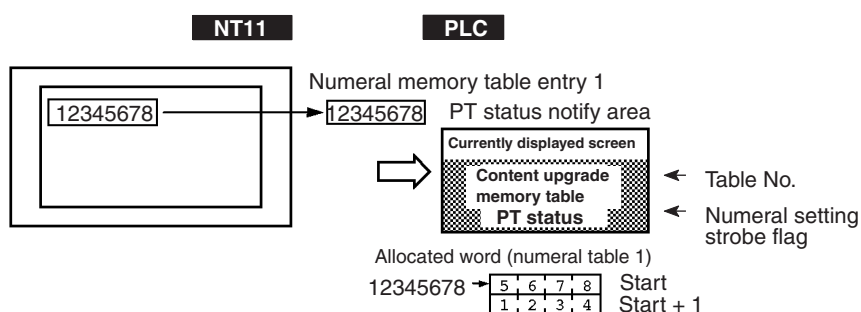 NT11 PLC
Numeral memory table entry 1
12345678 12345678 PT status notify area
Currently displayed screen
Content upgrade
memory table
Table No.
PT status
Numeral setting
strobe flag
Allocated word (numeral table 1)
12345678 5 6 7 8 Start
1 2 3 4 Start + 1